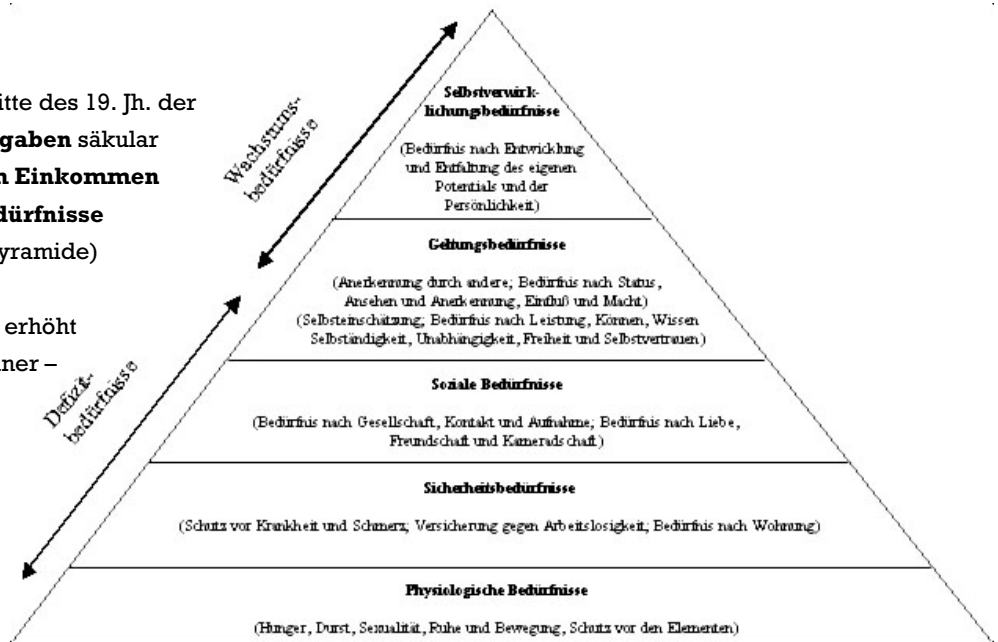 itte des 19. Jh. der
gaben säkular
n Einkommen
dürfnisse
yramide)
erhöht
ner –
Wachstums-
bedürfnisse
Defizit-
bedürfnisse
Selbstverwirk-
lichungsbedürfnisse
(Bedürfnis nach Entwicklung
und Entfaltung des eigenen
Potentials und der
Persönlichkeit)
Geltungsbedürfnisse
(Anerkennung durch andere; Bedürfnis nach Status,
Ansehen und Anerkennung, Einfluß und Macht)
(Selbsteinschätzung; Bedürfnis nach Leistung, Können, Wissen
Selbständigkeit, Unabhängigkeit, Freiheit und Selbstvertrauen)
Soziale Bedürfnisse
(Bedürfnis nach Gesellschaft, Kontakt und Aufnahme; Bedürfnis nach Liebe,
Freundschaft und Kameradschaft)
Sicherheitsbedürfnisse
(Schutz vor Krankheit und Schmerz; Versicherung gegen Arbeitslosigkeit; Bedürfnis nach Wohnung)
Physiologische Bedürfnisse
(Hunger, Durst, Sexualität, Ruhe und Bewegung, Schutz vor den Elementen)